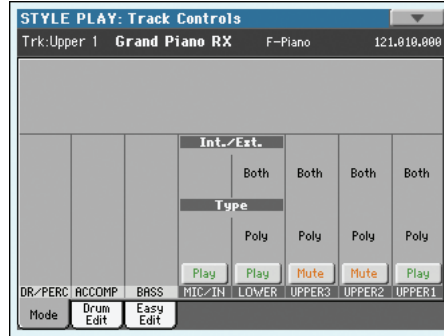 STYLE PLAY: Track Controls
Trk:Upper 1 Grand Piano RX F-Piano 121.010.000
Int./Ext.
Both Both Both Both
Type
Poly Poly Poly Poly
Play Play Mute Mute Play
DR/PERC ACCOMP BASS MIC/IN LOWER UPPER3 UPPER2 UPPER1
Mode Drum Edit Easy Edit